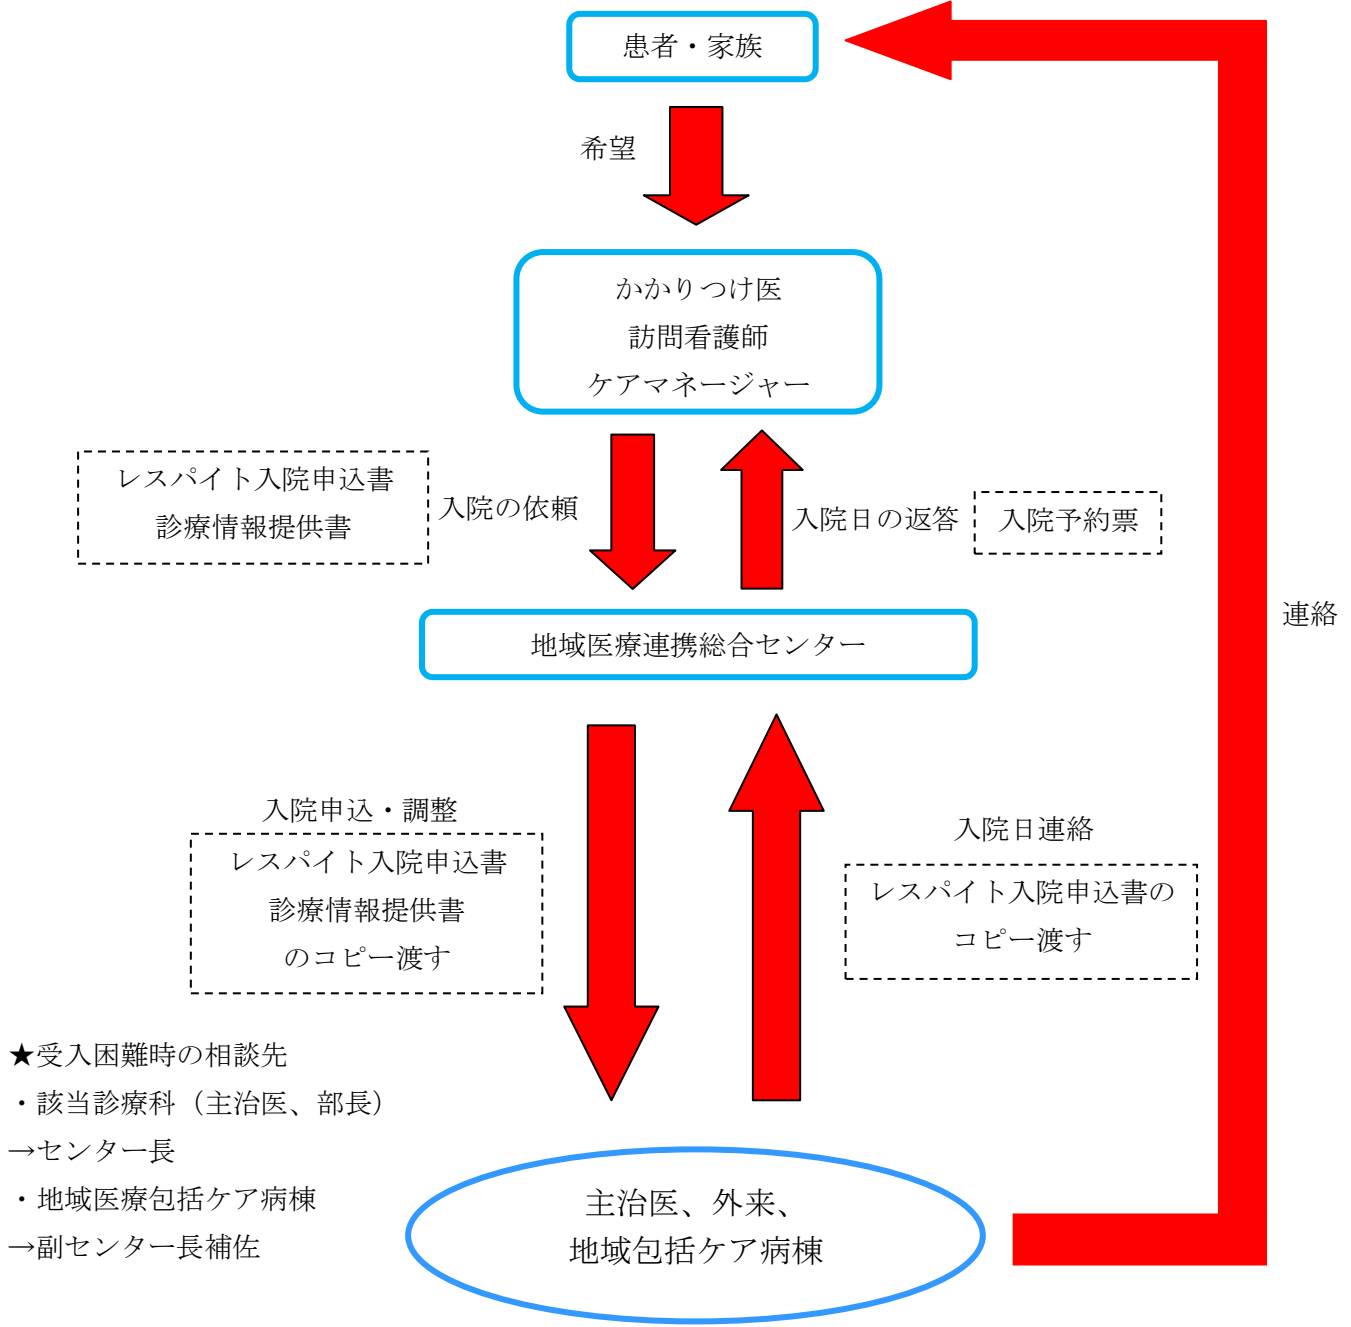 患者・家族
希望
かかりつけ医
訪問看護師
ケアマネージャー
レスパイト入院申込書
診療情報提供書
入院の依頼
入院日の返答
入院予約票
連絡
地域医療連携総合センター
入院申込・調整
レスパイト入院申込書
診療情報提供書
のコピー渡す
入院日連絡
レスパイト入院申込書の
コピー渡す
★受入困難時の相談先
・該当診療科（主治医、部長）
→センター長
・地域医療包括ケア病棟
→副センター長補佐
主治医、外来、
地域包括ケア病棟